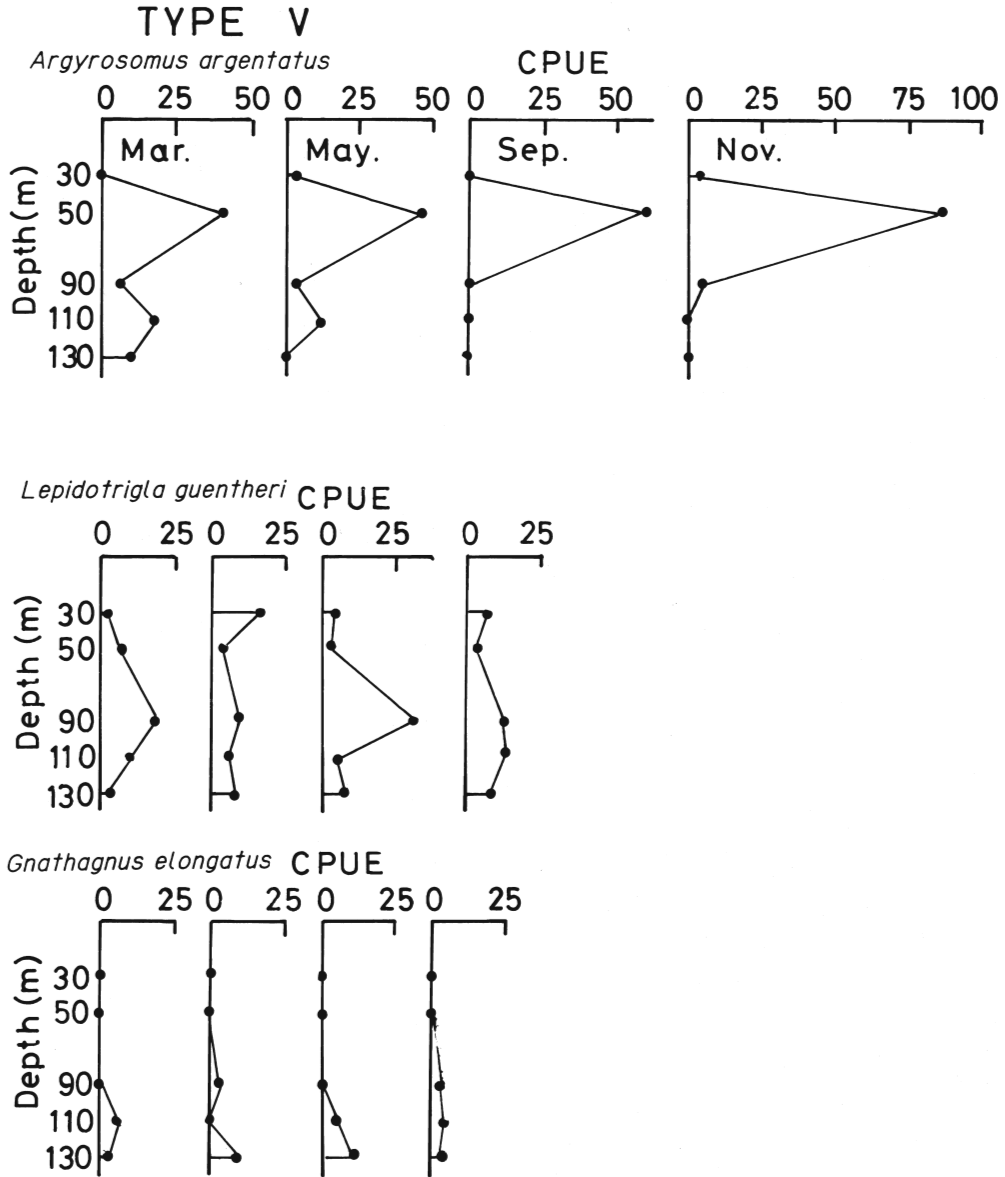 TYPE V
Argyrosomus argentatus CPUE
0 25 50 0 25 50 0 25 50 0 25 50 75 100
Mar. May. Sep. Nov.
Depth(m)
30
50
90
110
130
Lepidotrigla guentheri CPUE
0 25 0 25 0 25 0 25
Depth (m)
30
50
90
110
130
Gnathagnus elongatus CPUE
0 25 0 25 0 25 0 25
Depth(m)
30
50
90
110
130